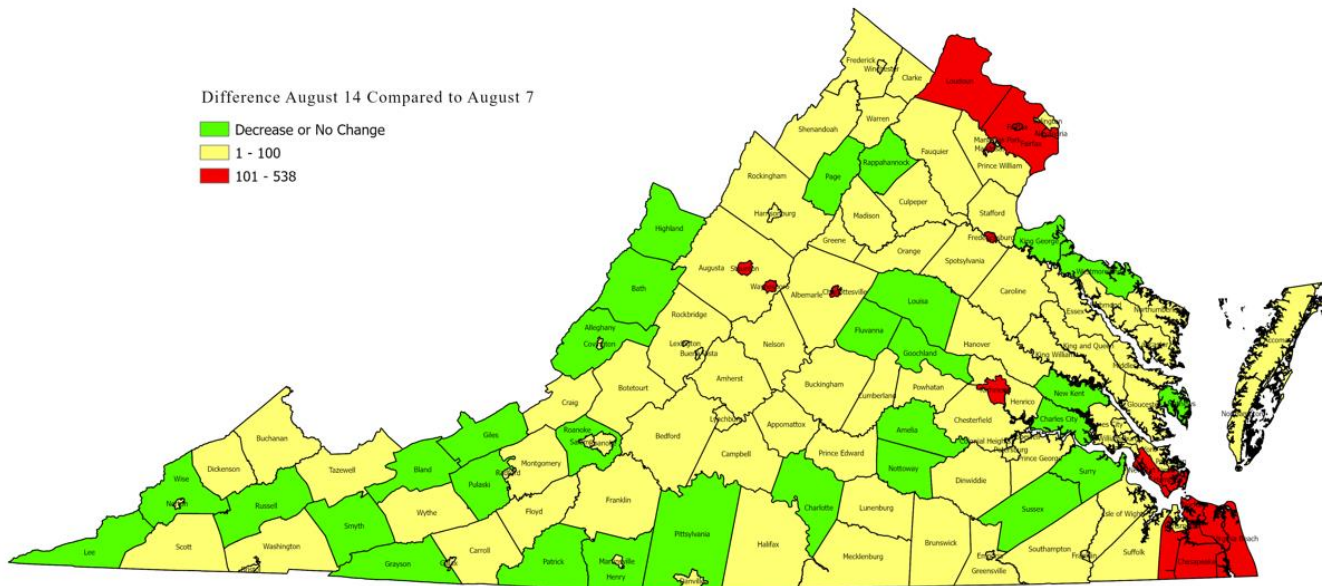 Difference August 14 Compared to August 7
Decrease or No Change
1 - 100
101 - 538
Frederick
Winchester
Clarke
Loudoun
Shenandoah
Warren
Fauquier
Fairfax
Prince William
Page
Rappahannock
Rockingham
Harrisonburg
Culpeper
Madison
Stafford
Highland
Greene
Orange
Fredericksburg
King George
Augusta
Staunton
Spotsylvania
Westmoreland
Bath
Albemarle
Charlottesville
Louisa
Caroline
Essex
Rockbridge
Alleghany
Covington
Lexington
Buena Vista
Nelson
Fluvanna
Goochland
Hanover
King and Queen
King William
Botetourt
Amherst
Buckingham
Cumberland
Powhatan
Henrico
New Kent
Craig
Chesterfield
Charles City
Gloucester
Buchanan
Giles
Roanoke
Bedford
Lynchburg
Appomattox
Amelia
Colonial Heights
Prince George
Dickenson
Tazewell
Bland
Montgomery
Campbell
Prince Edward
Nottoway
Surry
Wise
Pulaski
Dinwiddie
Norton
Russell
Wythe
Floyd
Franklin
Charlotte
Lunenburg
Sussex
Isle of Wight
Smyth
Pittsylvania
Lee
Scott
Washington
Grayson
Carroll
Patrick
Martinsville
Henry
Danville
Halifax
Mecklenburg
Brunswick
Greensville
Southampton
Franklin
Suffolk
Chesapeake